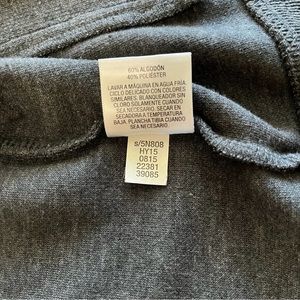 60% ALGODÓN
40% POLIÉSTER
LAVAR A MÁQUINA EN AGUA FRÍA,
CICLO DELICADO CON COLORES
SIMILARES. BLANQUEADOR SIN
CLORO SOLAMENTE CUANDO
SEA NECESARIO. SECAR EN
SECADORA A TEMPERATURA
BAJA. PLANCHA TIBIA CUANDO
SEA NECESARIO.
s/5N808
HY15
0815
22381
39085